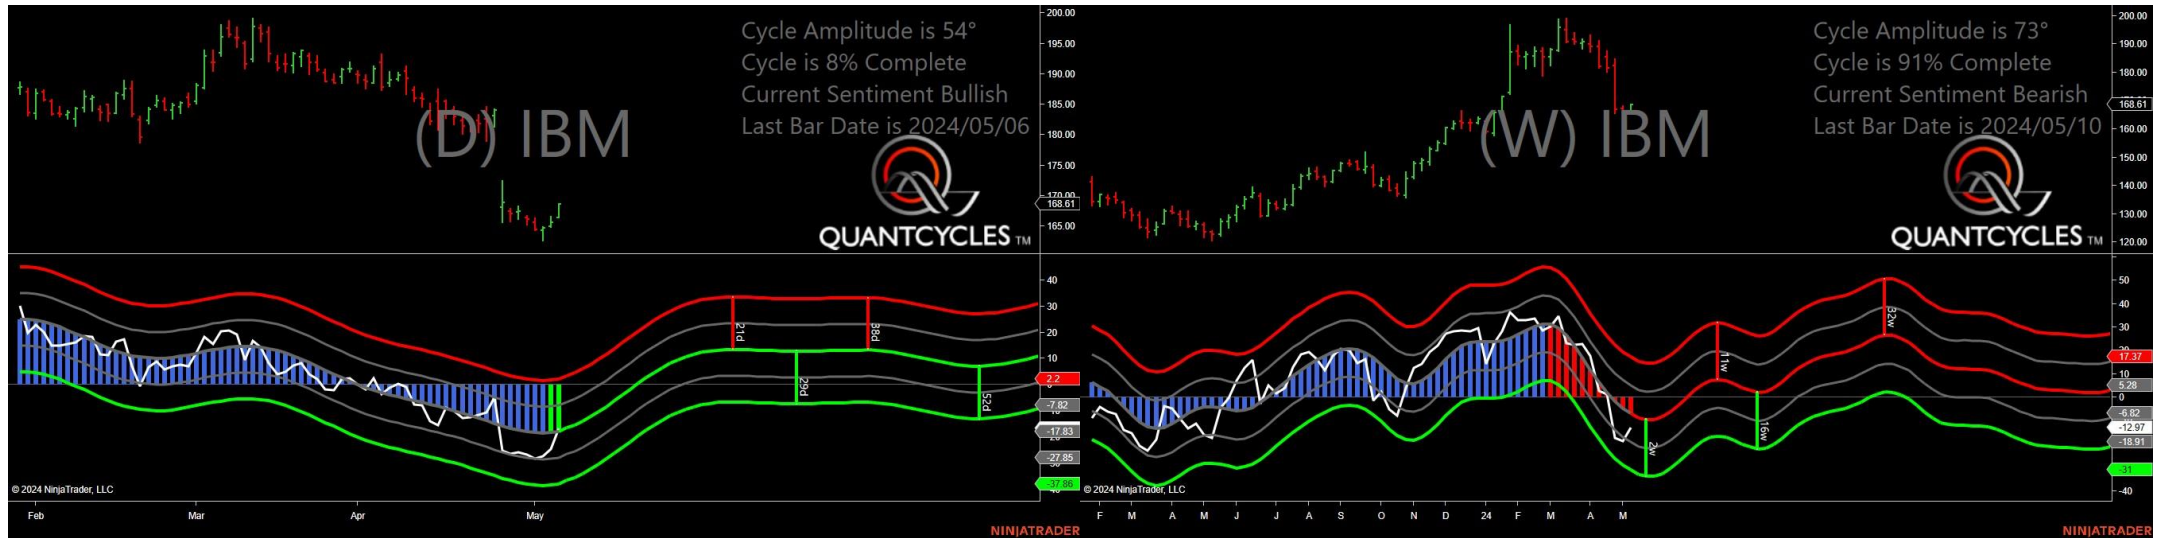 Cycle Amplitude is 54°
Cycle is 8% Complete
Current Sentiment Bullish
Last Bar Date is 2024/05/06
(D) IBM
QUANTCYCLES TM
200.00
195.00
190.00
185.00
180.00
175.00
170.00
168.61
165.00
40
30
20
10
2.2
-7.82
-17.83
-27.85
-37.86
21d
29d
38d
52d
© 2024 NinjaTrader, LLC
Feb Mar Apr May
NINJATRADER
Cycle Amplitude is 73°
Cycle is 91% Complete
Current Sentiment Bearish
Last Bar Date is 2024/05/10
(W) IBM
QUANTCYCLES TM
200.00
190.00
180.00
168.61
160.00
150.00
140.00
130.00
120.00
50
40
30
20
17.37
10
5.28
0
-6.82
-12.97
-18.91
-31
-40
2w
11w
16w
32w
© 2024 NinjaTrader, LLC
F M A M J J A S O N D 24 F M A M
NINJATRADER